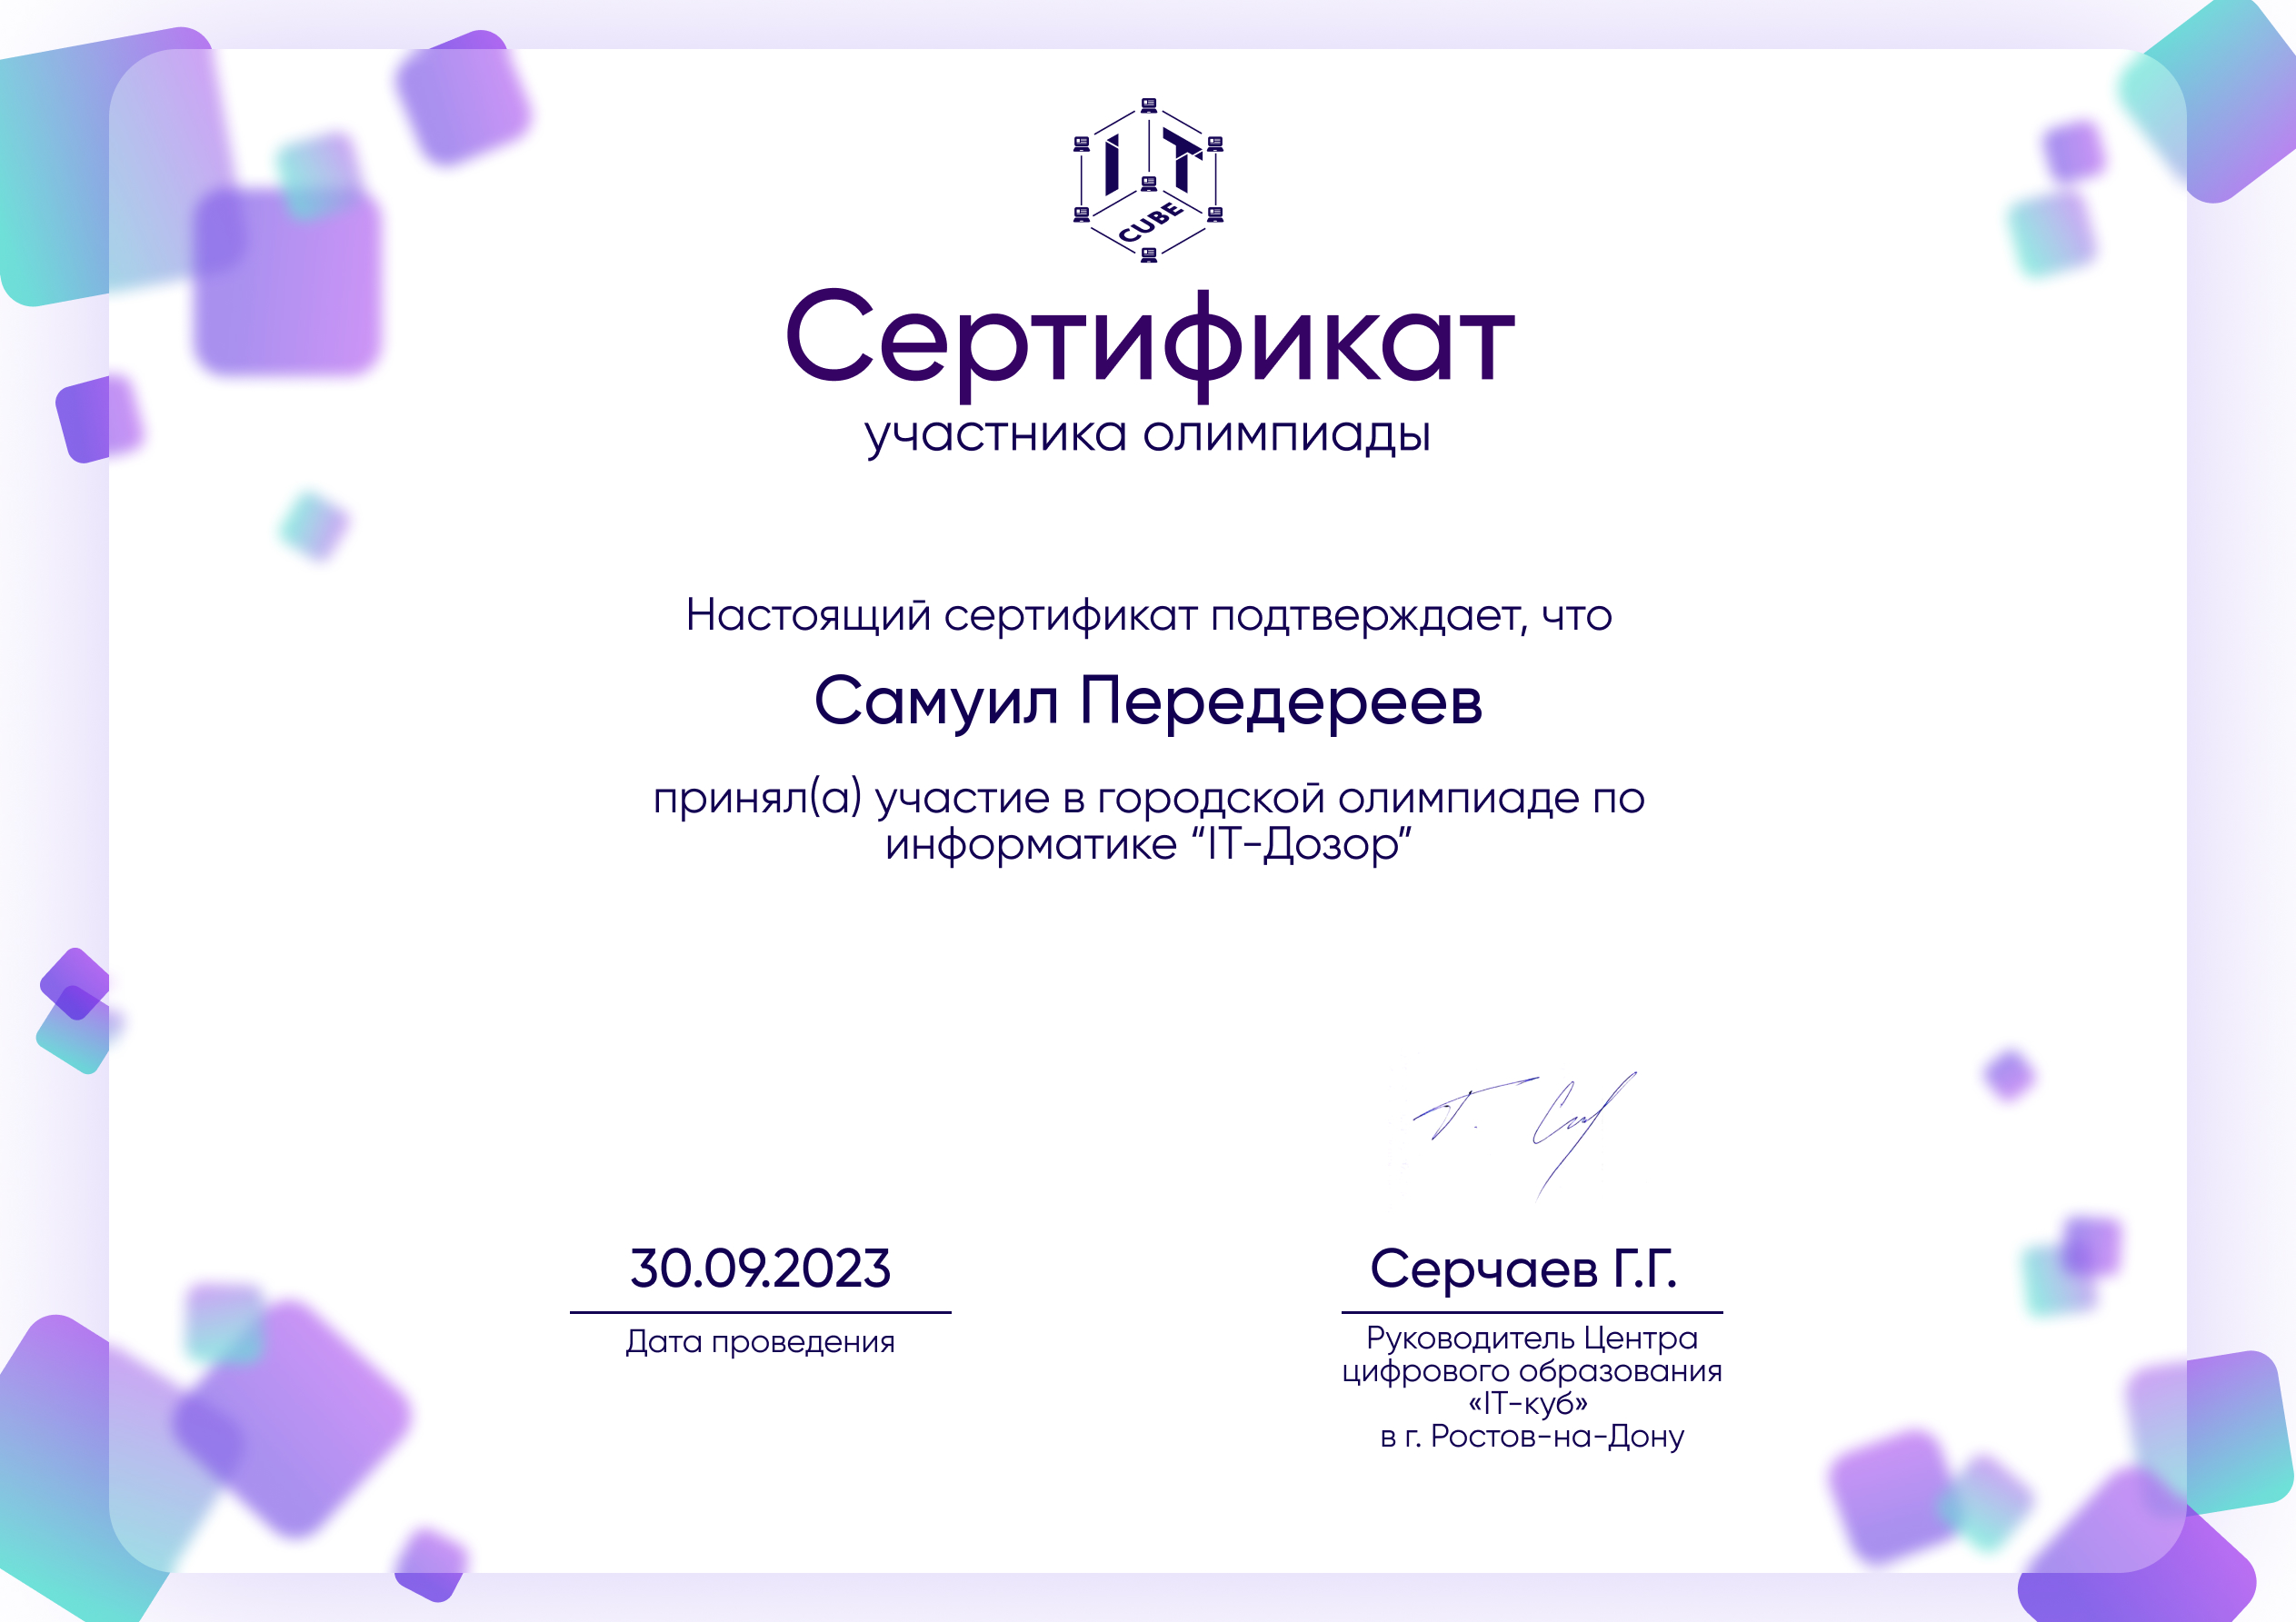 IT
CUBE
Сертификат
участника олимпиады
Настоящий сертификат подтверждает, что
Самуил Передереев
принял(а) участие в городской олимпиаде по
информатике “IT-Дозор”
30.09.2023
Дата проведения
Серчаев Г.Г.
Руководитель Центра
цифрового образования
«IT-куб»
в г. Ростов-на-Дону